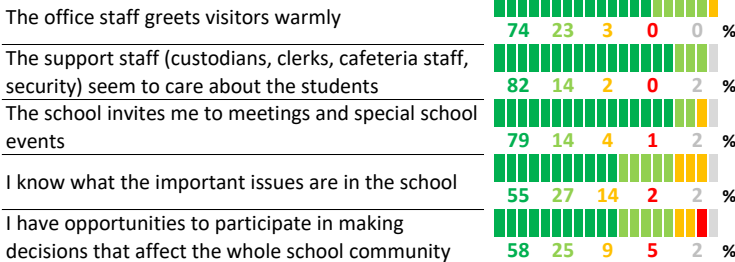 The office staff greets visitors warmly
74 23 3 0 0 %
The support staff (custodians, clerks, cafeteria staff,
security) seem to care about the students
82 14 2 0 2 %
The school invites me to meetings and special school
events
79 14 4 1 2 %
I know what the important issues are in the school
55 27 14 2 2 %
I have opportunities to participate in making
decisions that affect the whole school community
58 25 9 5 2 %